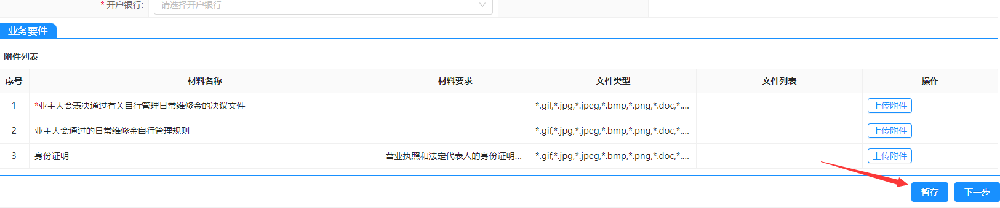 * 开户银行: 请选择开户银行
业务要件
附件列表
序号 材料名称 材料要求 文件类型 文件列表 操作
1 *业主大会表决通过有关自行管理日常维修金的决议文件 *.gif,*.jpg,*.jpeg,*.bmp,*.png,*.doc,*.... 上传附件
2 业主大会通过的日常维修金自行管理规则 *.gif,*.jpg,*.jpeg,*.bmp,*.png,*.doc,*.... 上传附件
3 身份证明 营业执照和法定代表人的身份证明... *.gif,*.jpg,*.jpeg,*.bmp,*.png,*.doc,*.... 上传附件
暂存 下一步